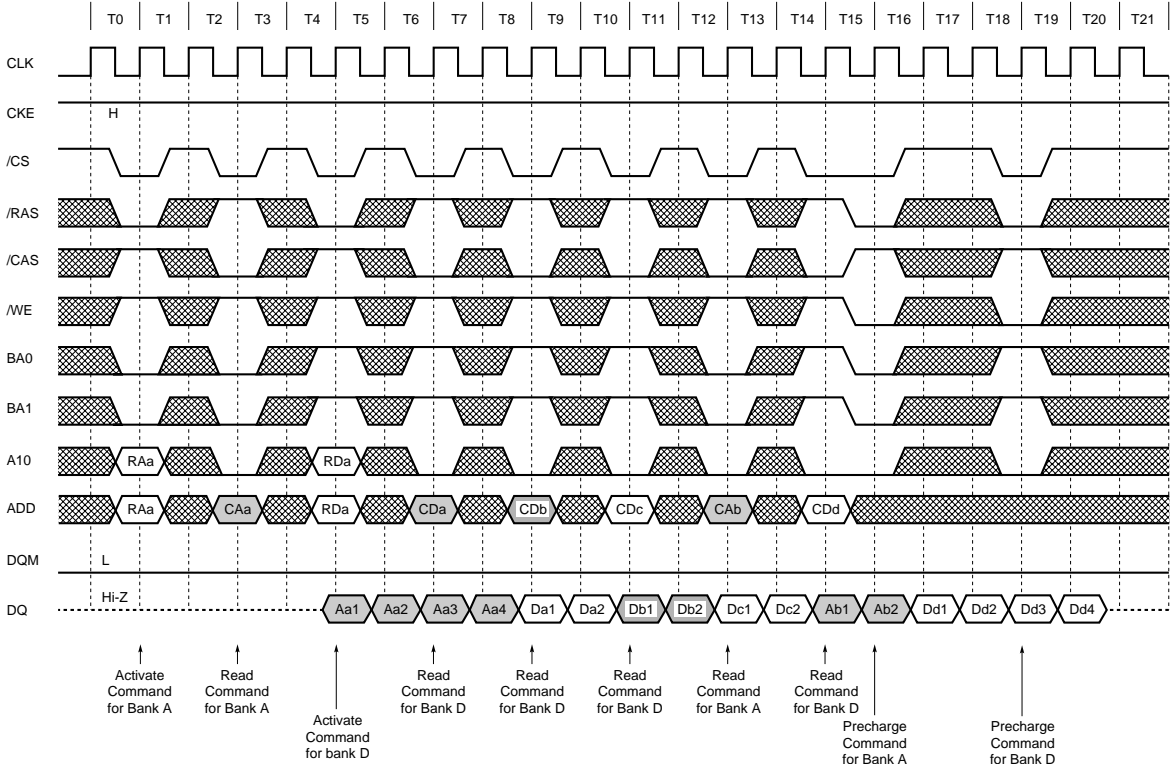 T0 T1 T2 T3 T4 T5 T6 T7 T8 T9 T10 T11 T12 T13 T14 T15 T16 T17 T18 T19 T20 T21
CLK
CKE H
/CS
/RAS
/CAS
/WE
BA0
BA1
A10 RAa RDa
ADD RAa CAa RDa CDa CDb CDc CAb CDd
DQM L
DQ Hi-Z Aa1 Aa2 Aa3 Aa4 Da1 Da2 Db1 Db2 Dc1 Dc2 Ab1 Ab2 Dd1 Dd2 Dd3 Dd4
Activate
Command
for Bank A
Read
Command
for Bank A
Activate
Command
for bank D
Read
Command
for Bank D
Read
Command
for Bank D
Read
Command
for Bank D
Read
Command
for Bank A
Read
Command
for Bank D
Precharge
Command
for Bank A
Precharge
Command
for Bank D